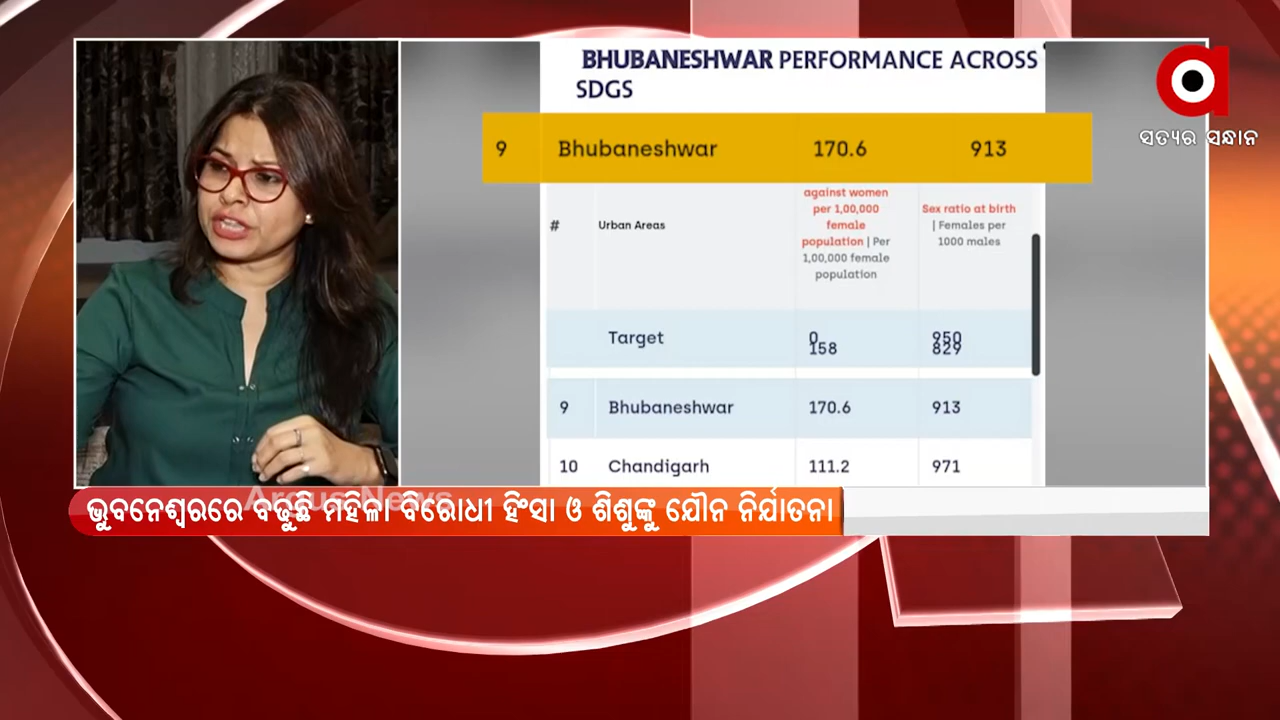 BHUBANESHWAR PERFORMANCE ACROSS
SDGS
9 Bhubaneshwar 170.6 913
ସତ୍ୟର ସନ୍ଧାନ
# Urban Areas
against women
per 1,00,000
female
population | Per
1,00,000 female
population
Sex ratio at birth
| Females per
1000 males
Target 0 950
158 829
9 Bhubaneshwar 170.6 913
10 Chandigarh 111.2 971
Argus News
ଭୁବନେଶ୍ୱରରେ ବଢୁଛି ମହିଳା ବିରୋଧୀ ହିଂସା ଓ ଶିଶୁଙ୍କୁ ଯୌନ ନିର୍ଯାତନା